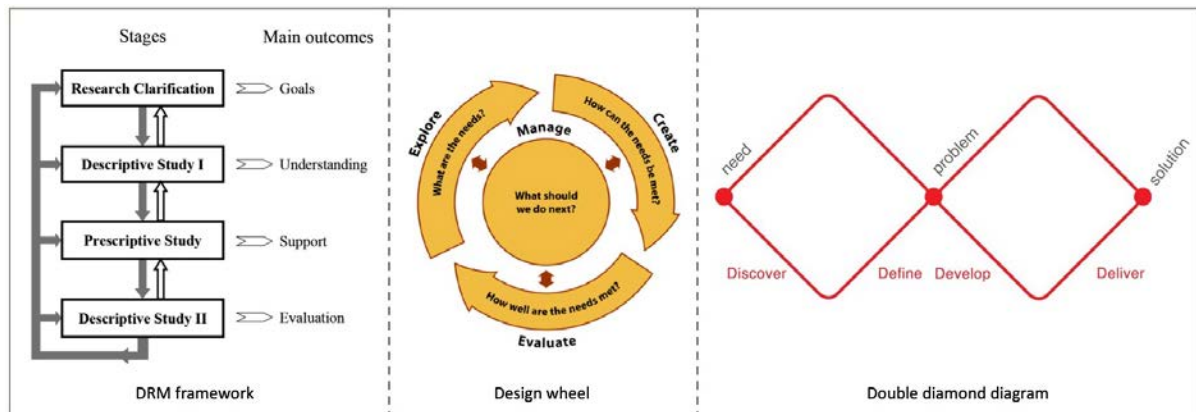 Stages Main outcomes
Research Clarification Goals
Descriptive Study I Understanding
Prescriptive Study Support
Descriptive Study II Evaluation
DRM framework
Explore
What are the needs?
Manage
Create
How can the needs be met?
What should
we do next?
How well are the needs met?
Evaluate
Design wheel
need
problem
solution
Discover Define Develop Deliver
Double diamond diagram